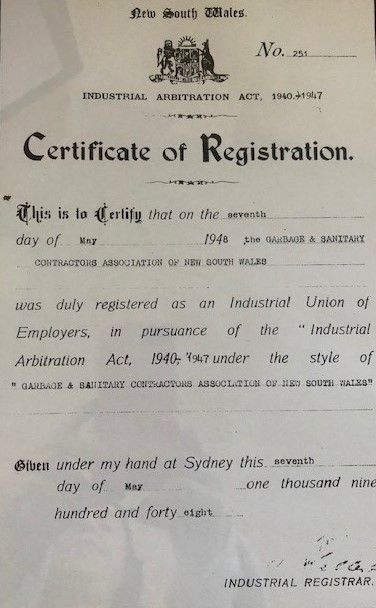 New South Wales.
No. 251
INDUSTRIAL ARBITRATION ACT, 1940-1947
Certificate of Registration.
This is to Certify that on the seventh
day of May 1948 the GARBAGE & SANITARY
CONTRACTORS ASSOCIATION OF NEW SOUTH WALES
was duly registered as an Industrial Union of
Employers, in pursuance of the "Industrial
Arbitration Act, 1940-1947 under the style of
"GARBAGE & SANITARY CONTRACTORS ASSOCIATION OF NEW SOUTH WALES"
Given under my hand at Sydney this seventh
day of May one thousand nine
hundred and forty eight
INDUSTRIAL REGISTRAR.